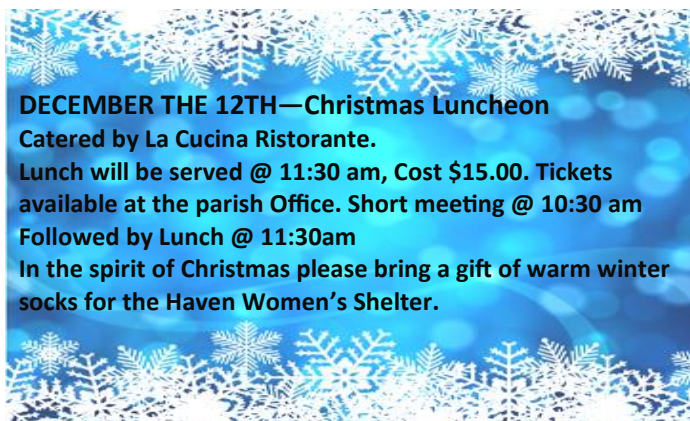 DECEMBER THE 12TH—Christmas Luncheon
Catered by La Cucina Ristorante.
Lunch will be served @ 11:30 am, Cost $15.00. Tickets
available at the parish Office. Short meeting @ 10:30 am
Followed by Lunch @ 11:30am
In the spirit of Christmas please bring a gift of warm winter
socks for the Haven Women’s Shelter.